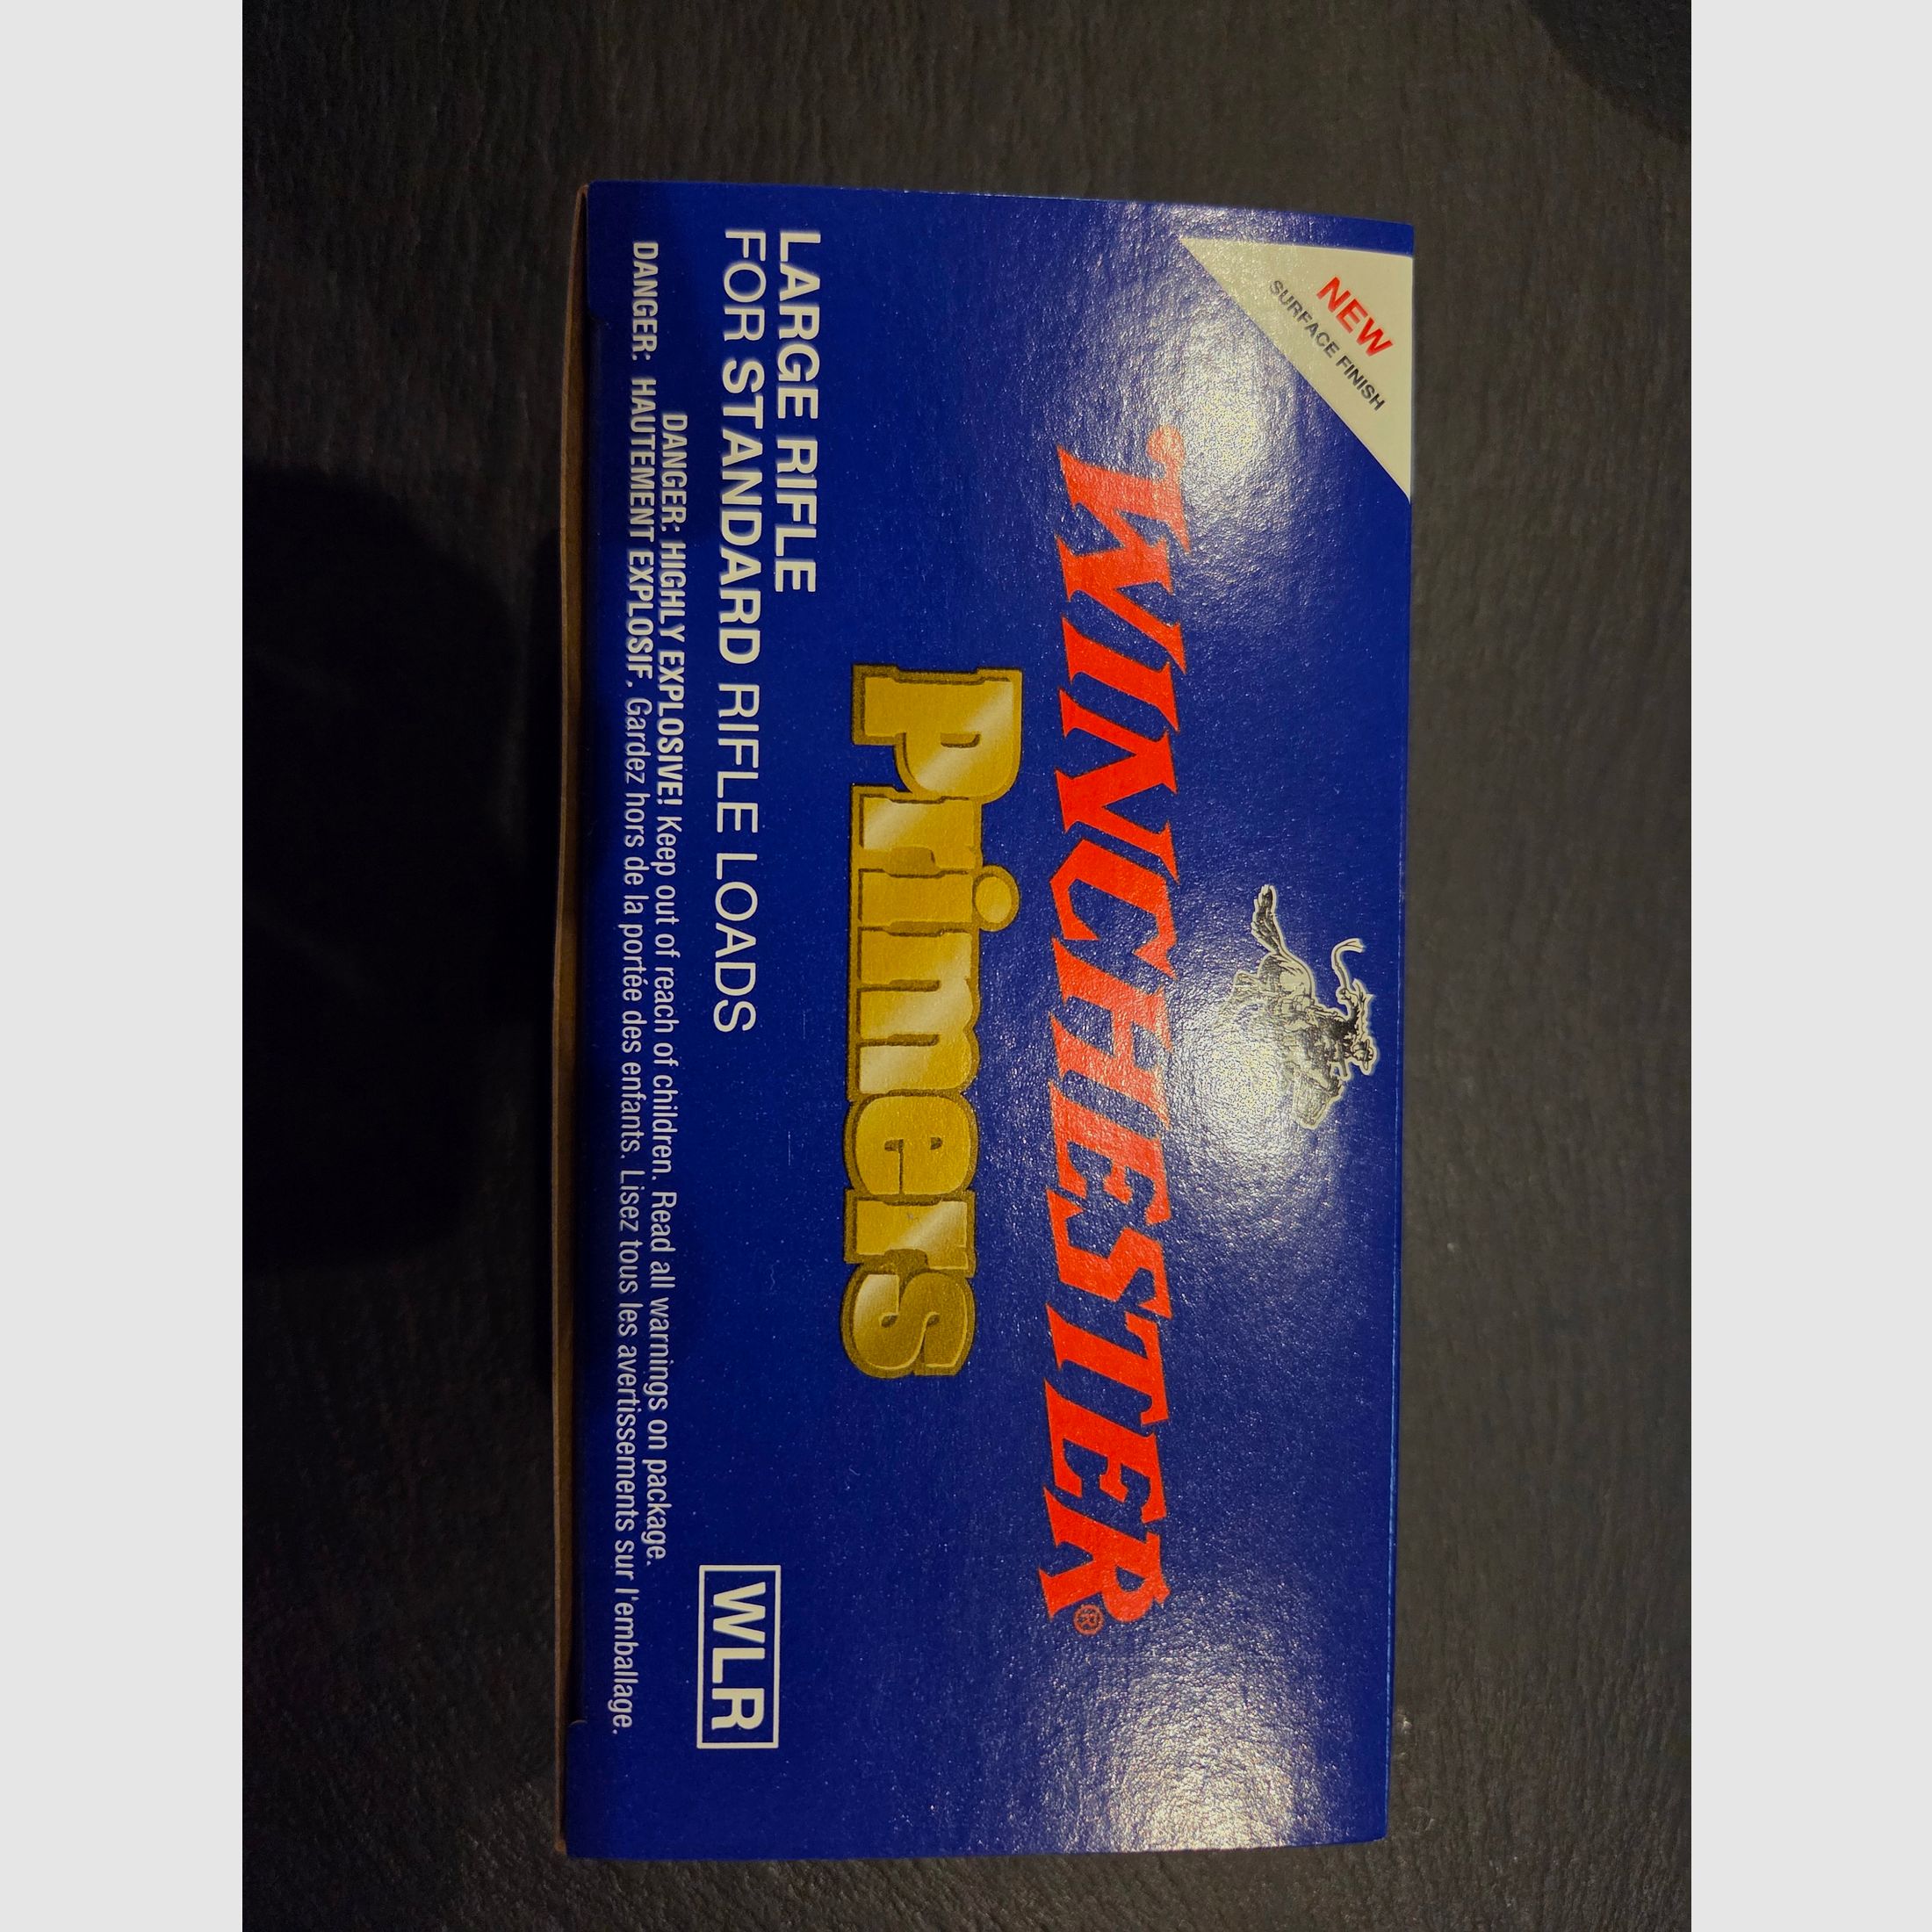 NEW
SURFACE FINISH
WINCHESTER®
Primers
LARGE RIFLE
FOR STANDARD RIFLE LOADS
WLR
DANGER: HIGHLY EXPLOSIVE! Keep out of reach of children. Read all warnings on package.
DANGER: HAUTEMENT EXPLOSIF. Gardez hors de la portée des enfants. Lisez tous les avertissements sur l'emballage.